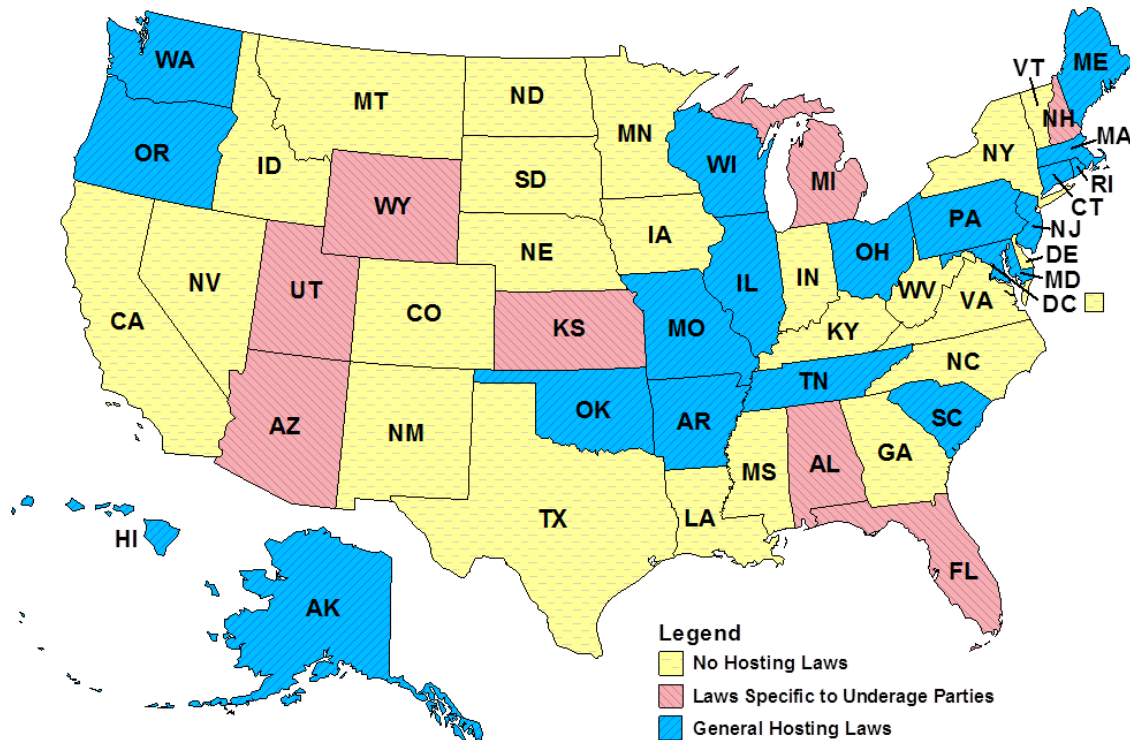 WA
ME
VT
MT
ND
NH
MN
MA
OR
WI
NY
ID
SD
MI
RI
WY
CT
PA
IA
NJ
NE
OH
DE
IL
IN
MD
NV
UT
WV
VA
DC
CO
CA
KS
MO
KY
NC
TN
OK
AR
SC
AZ
NM
GA
MS
AL
TX
LA
HI
FL
AK
Legend
No Hosting Laws
Laws Specific to Underage Parties
General Hosting Laws